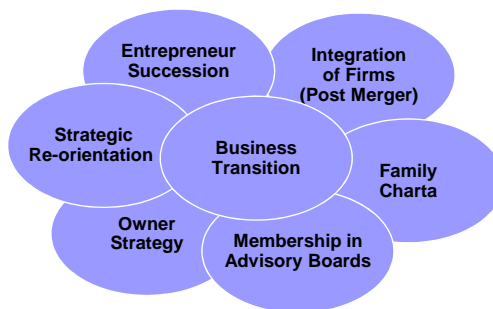 Entrepreneur
Succession
Integration
of Firms
(Post Merger)
Strategic
Re-orientation
Business
Transition
Family
Charta
Owner
Strategy
Membership in
Advisory Boards